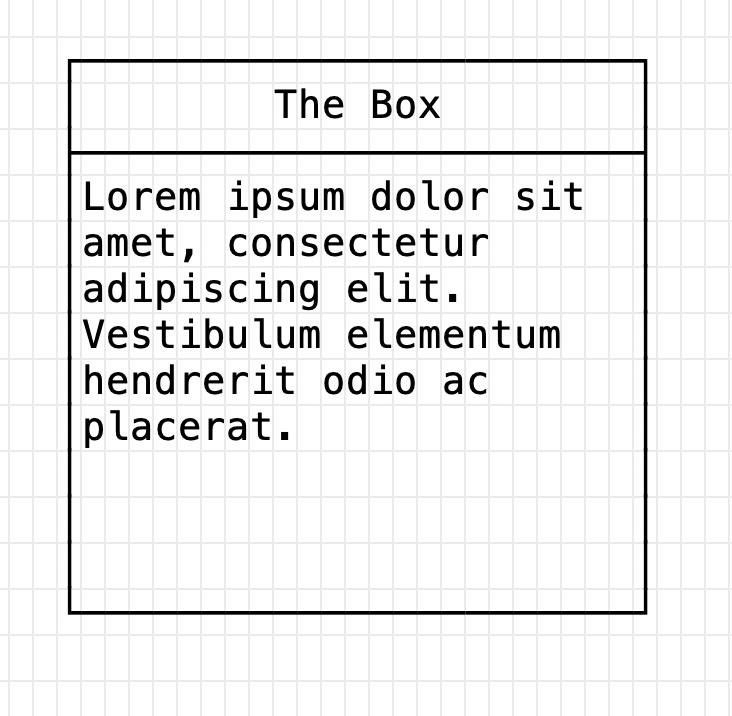 The Box
Lorem ipsum dolor sit
amet, consectetur
adipiscing elit.
Vestibulum elementum
hendrerit odio ac
placerat.